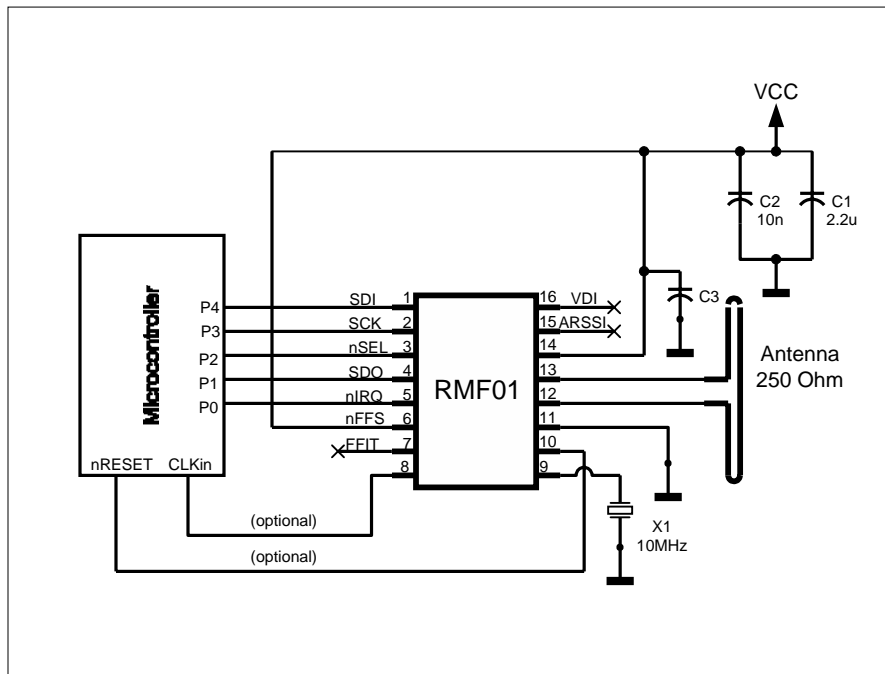 VCC
C2
10n
C1
2.2u
C3
Microcontroller
P4
P3
P2
P1
P0
nRESET
CLKin
SDI
SCK
nSEL
SDO
nIRQ
nFFS
FFIT
1
2
3
4
5
6
7
8
RMF01
16
15
14
13
12
11
10
9
VDI
ARSSI
Antenna
250 Ohm
X1
10MHz
(optional)
(optional)